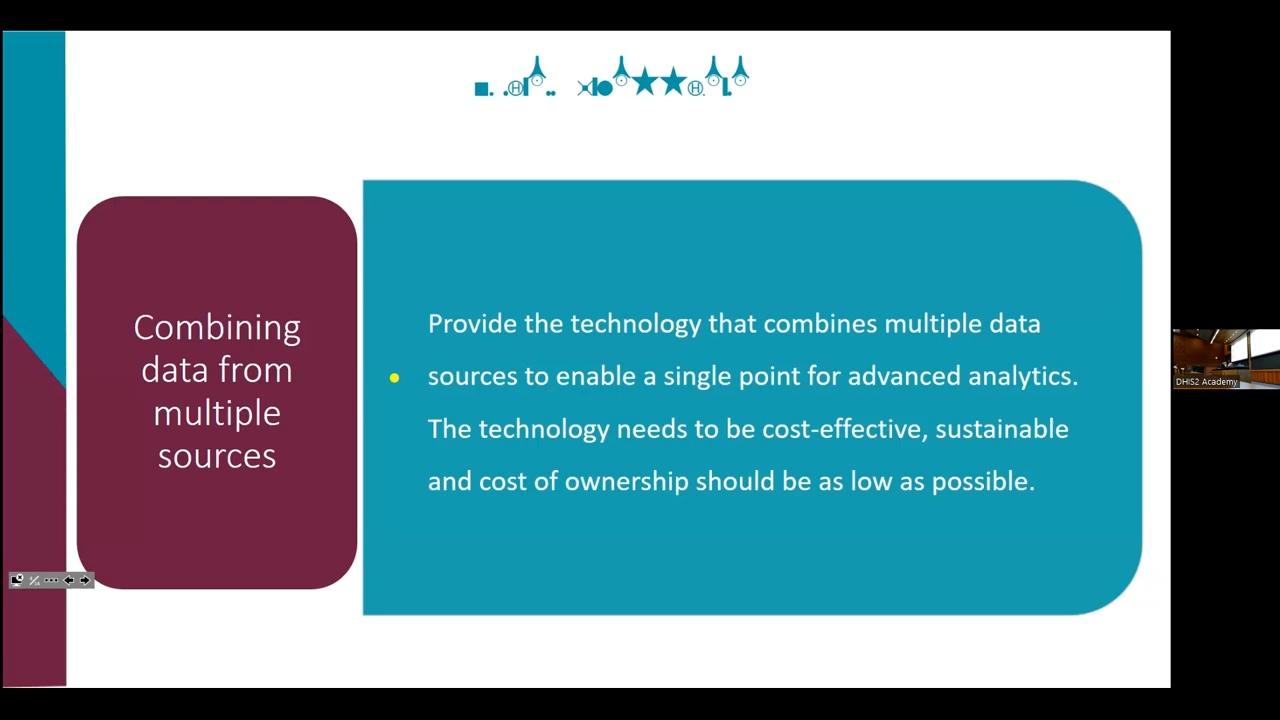 Combining
data from
multiple
sources
Provide the technology that combines multiple data
sources to enable a single point for advanced analytics.
The technology needs to be cost-effective, sustainable
and cost of ownership should be as low as possible.
DHIS2 Academy